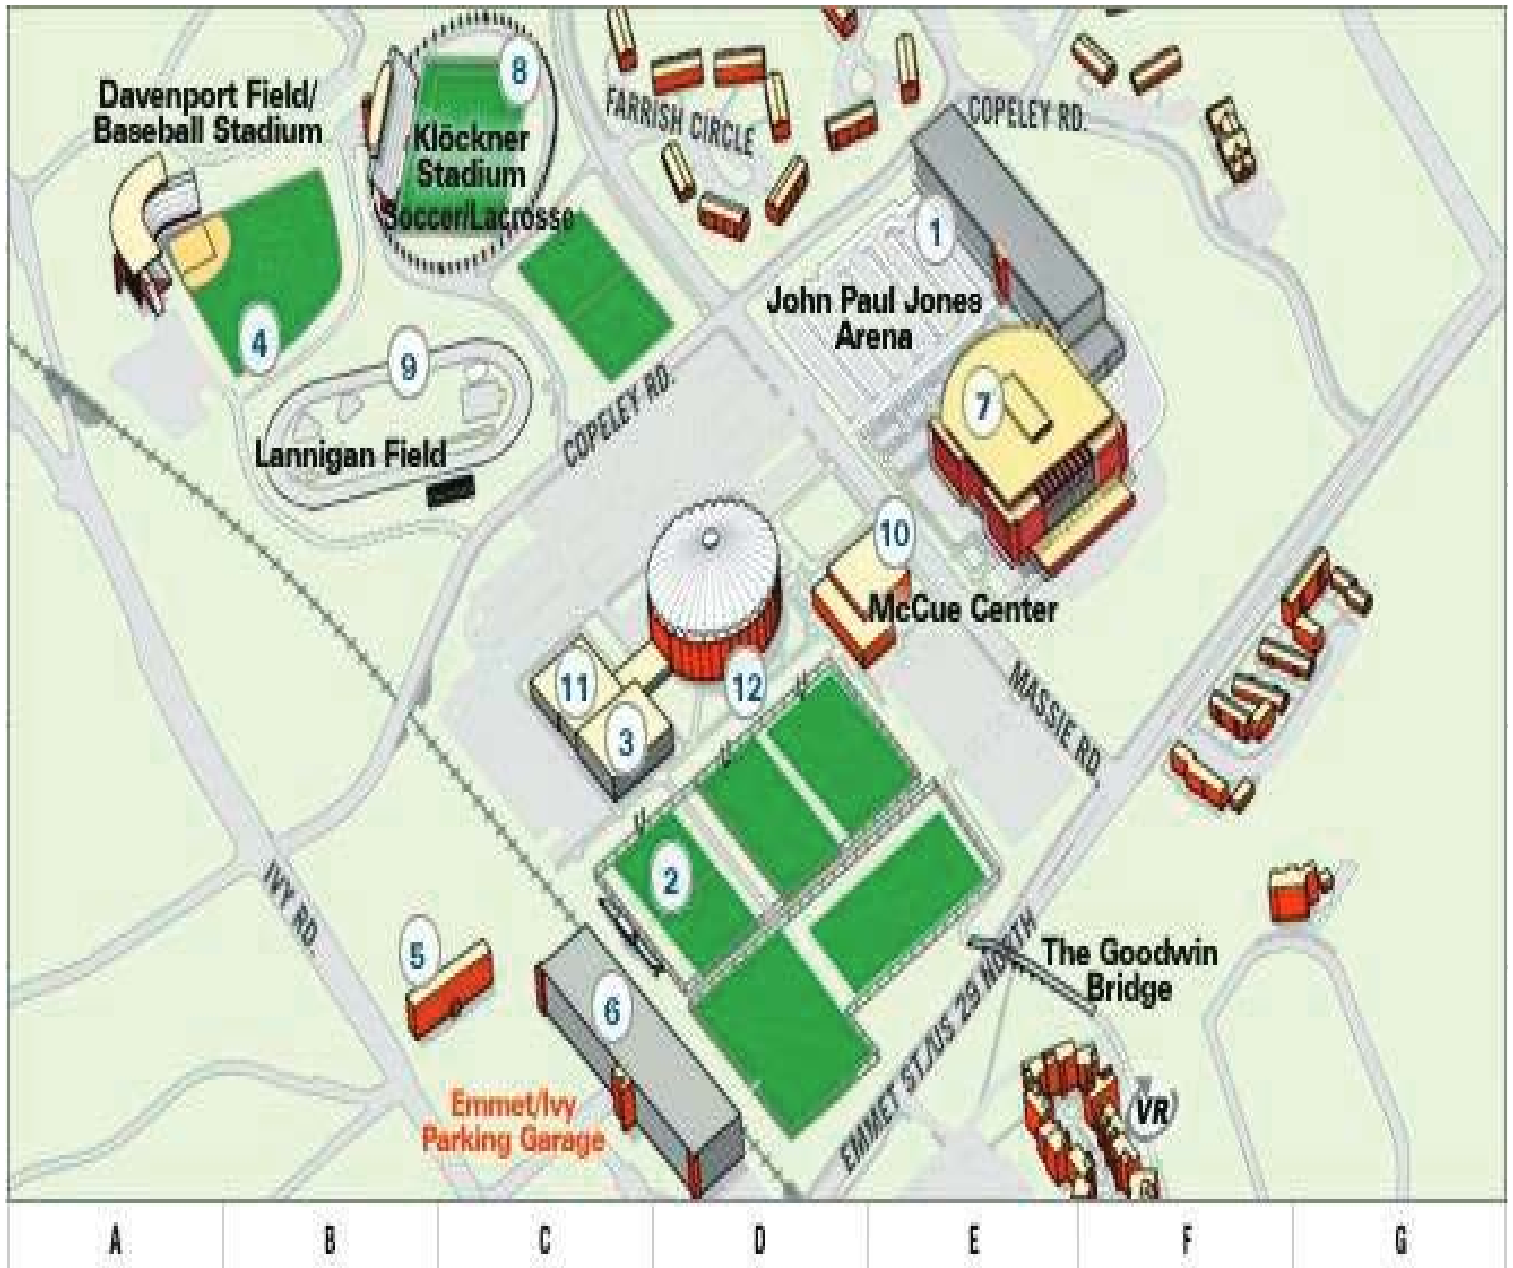 8
Davenport Field/
Baseball Stadium
Klöckner
Stadium
Soccer/Lacrosse
FARRISH CIRCLE
COPELEY RD.
1
John Paul Jones
Arena
4
9
7
COPELEY RD.
Lannigan Field
10
McCue Center
11
12
3
MASSIE RD.
2
IVY RD.
5
The Goodwin
Bridge
6
EMMET ST./US 29 NORTH
Emmet/Ivy
Parking Garage
VR
A B C D E F G